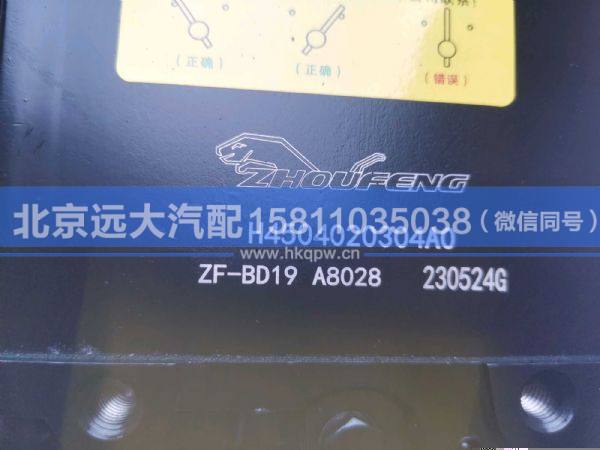 (正确) (正确) (错误)
ZHOUFENG
北京远大汽配15811035038(微信同号)
H4504020304A0
www.hkqpw.cn
ZF-BD19 A8028 230524G